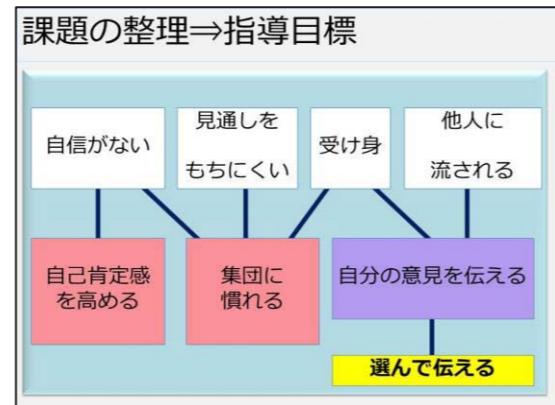 課題の整理⇒指導目標
自信がない
見通しを
もちにくい
受け身
他人に
流される
自己肯定感
を高める
集団に
慣れる
自分の意見を伝える
選んで伝える